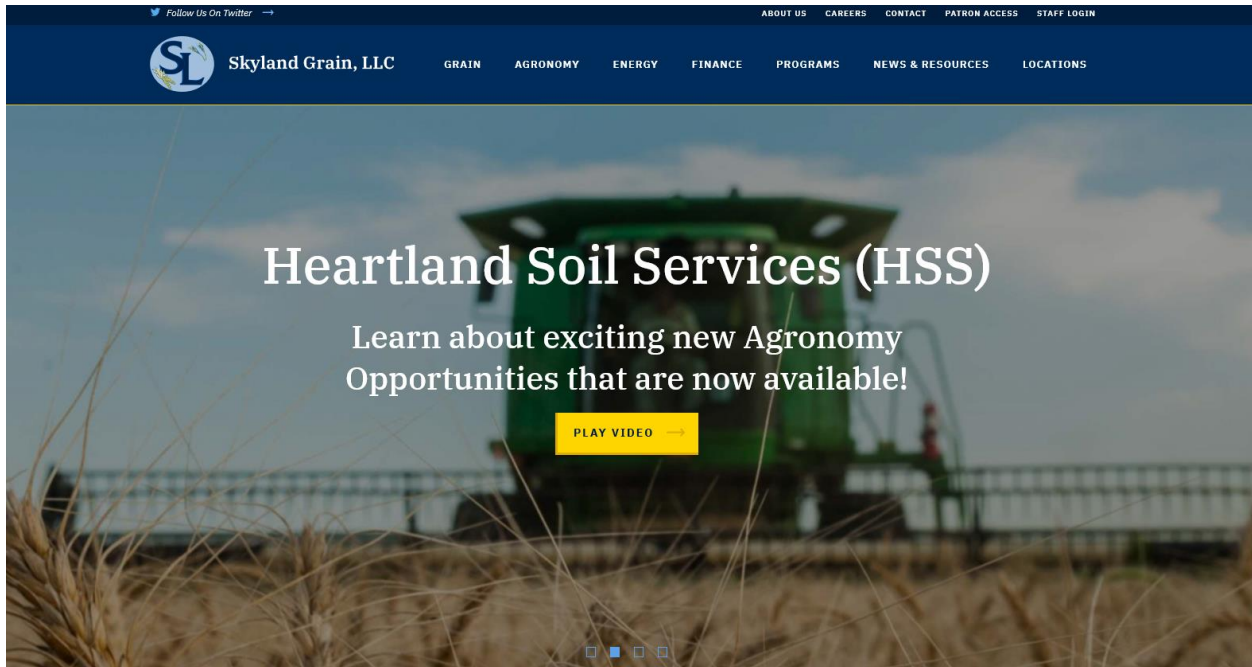 Follow Us On Twitter →
ABOUT US CAREERS CONTACT PATRON ACCESS STAFF LOGIN
SL
Skyland Grain, LLC
GRAIN AGRONOMY ENERGY FINANCE PROGRAMS NEWS & RESOURCES LOCATIONS
Heartland Soil Services (HSS)
Learn about exciting new Agronomy
Opportunities that are now available!
PLAY VIDEO →